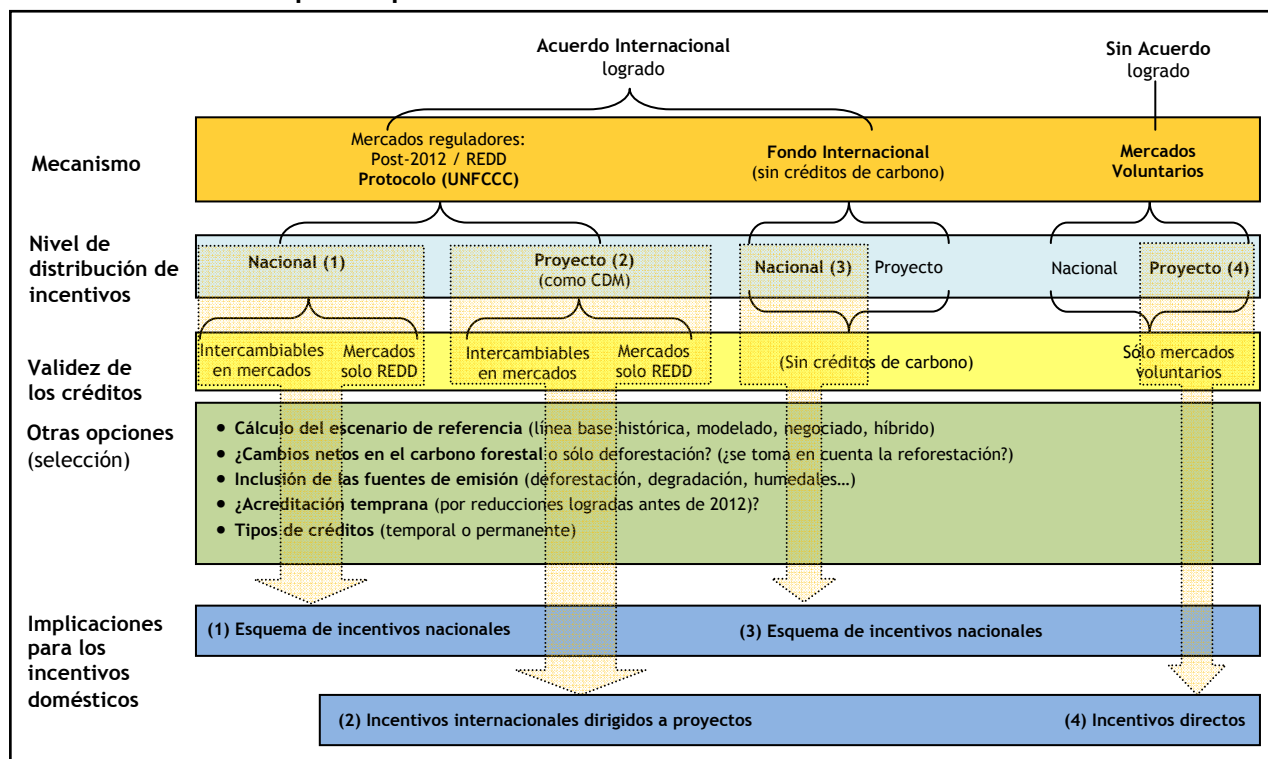 Acuerdo Internacional
logrado
Sin Acuerdo
logrado
Mecanismo
Mercados reguladores:
Post-2012 / REDD
Protocolo (UNFCCC)
Fondo Internacional
(sin créditos de carbono)
Mercados
Voluntarios
Nivel de
distribución de
incentivos
Nacional (1)
Proyecto (2)
(como CDM)
Nacional (3)
Proyecto
Nacional
Proyecto (4)
Validez de
los créditos
Intercambiables
en mercados
Mercados
solo REDD
Intercambiables
en mercados
Mercados
solo REDD
(Sin créditos de carbono)
Sólo mercados
voluntarios
Otras opciones
(selección)
• Cálculo del escenario de referencia (línea base histórica, modelado, negociado, híbrido)
• ¿Cambios netos en el carbono forestal o sólo deforestación? (¿se toma en cuenta la reforestación?)
• Inclusión de las fuentes de emisión (deforestación, degradación, humedales…)
• ¿Acreditación temprana (por reducciones logradas antes de 2012)?
• Tipos de créditos (temporal o permanente)
Implicaciones
para los
incentivos
domésticos
(1) Esquema de incentivos nacionales
(3) Esquema de incentivos nacionales
(2) Incentivos internacionales dirigidos a proyectos
(4) Incentivos directos